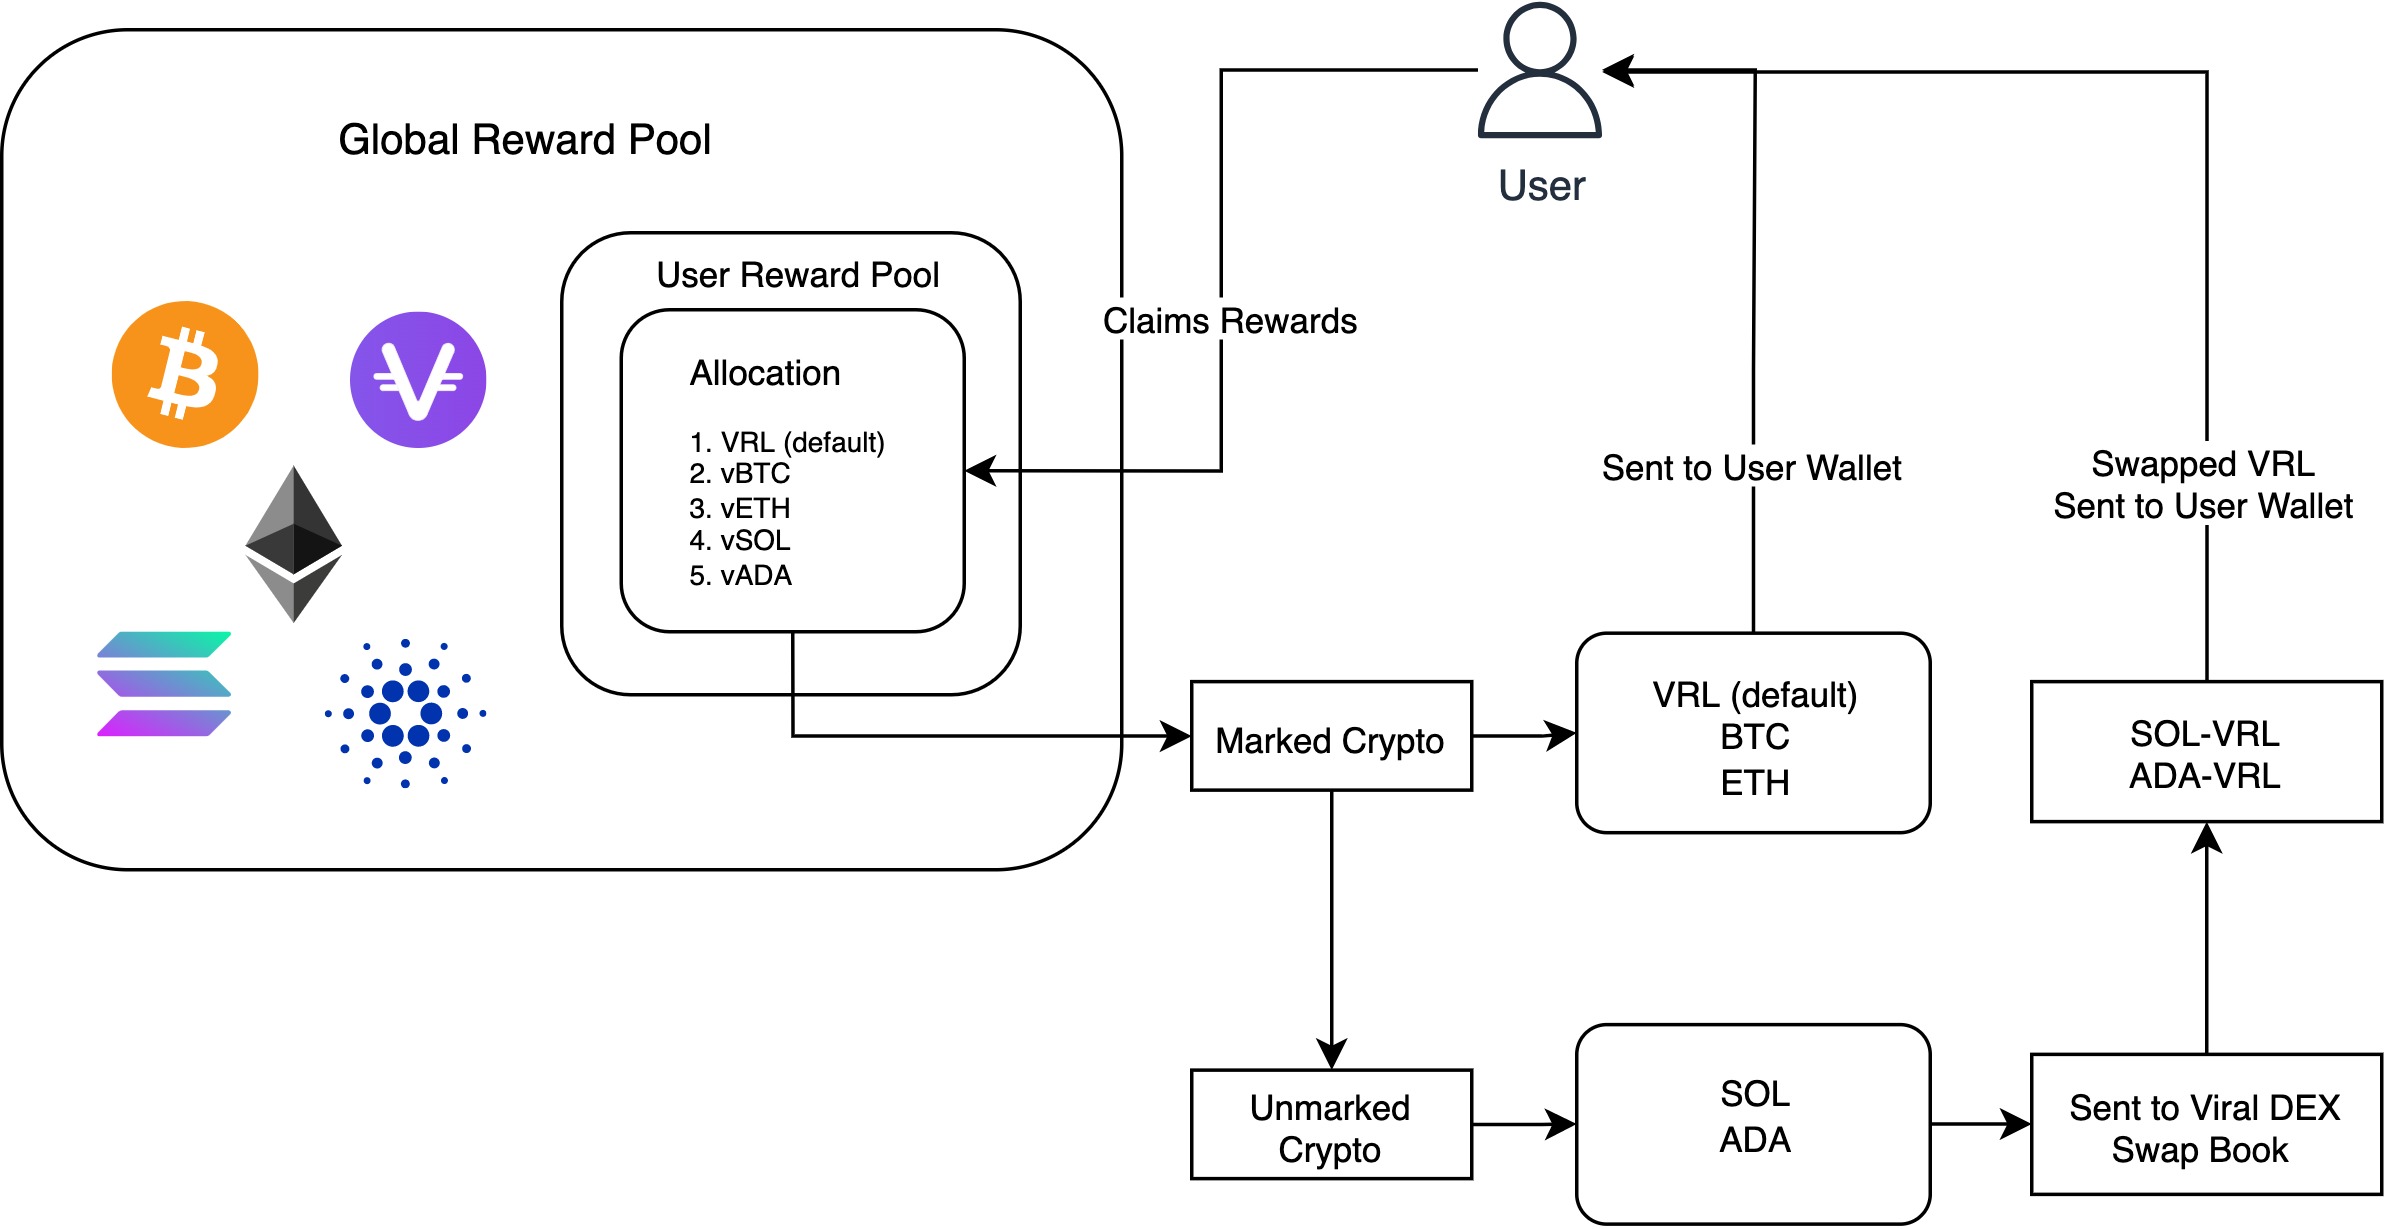 Global Reward Pool
User Reward Pool
Allocation
1. VRL (default)
2. vBTC
3. vETH
4. vSOL
5. vADA
User
Claims Rewards
Sent to User Wallet
Swapped VRL
Sent to User Wallet
Marked Crypto
VRL (default)
BTC
ETH
SOL-VRL
ADA-VRL
Unmarked
Crypto
SOL
ADA
Sent to Viral DEX
Swap Book